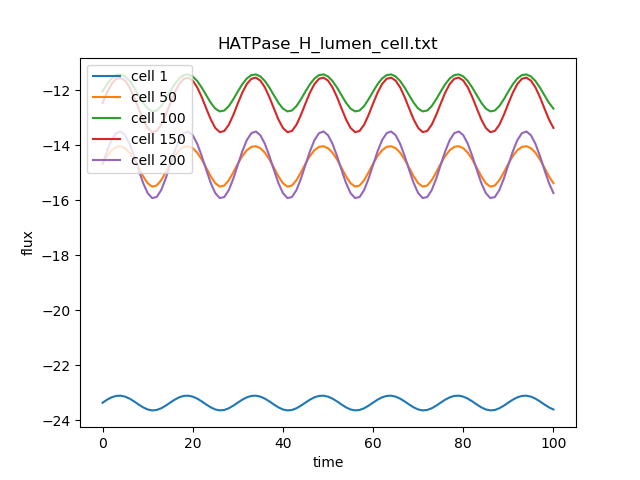 HATPase_H_lumen_cell.txt
cell 1
cell 50
cell 100
cell 150
cell 200
−12
−14
−16
−18
−20
−22
−24
flux
0
20
40
60
80
100
time